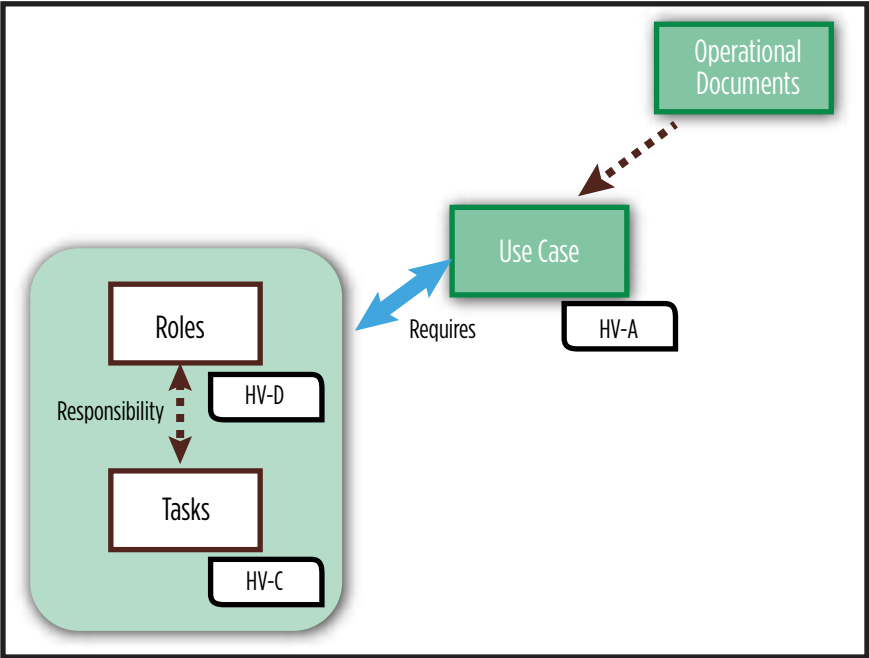 Operational
Documents
Use Case
Requires
HV-A
Roles
HV-D
Responsibility
Tasks
HV-C